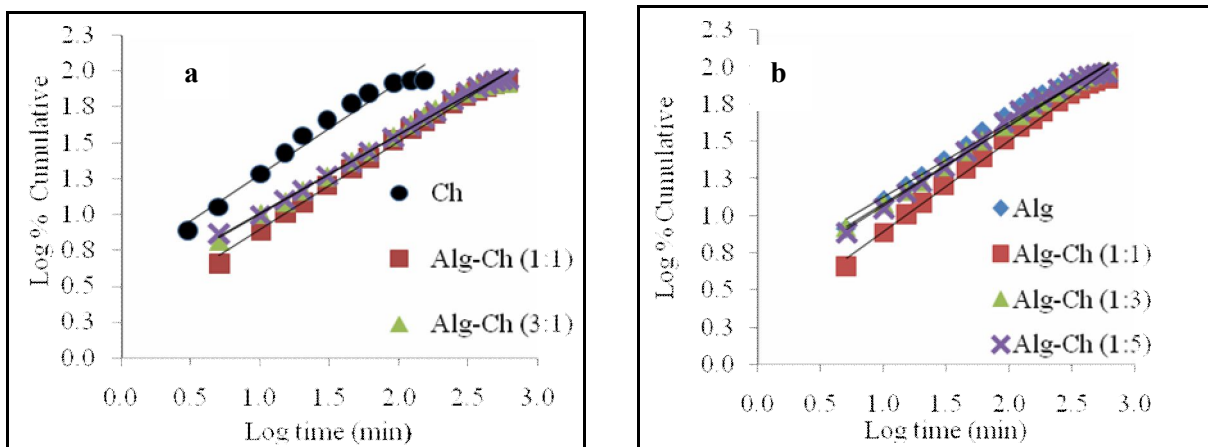 a
2.3
2.0
1.8
1.5
1.3
1.0
0.8
0.5
0.3
0.0
Log % Cumulative
Ch
Alg-Ch (1:1)
Alg-Ch (3:1)
0.0 0.5 1.0 1.5 2.0 2.5 3.0
Log time (min)
b
2.3
2.0
1.8
1.5
1.3
1.0
0.8
0.5
0.3
0.0
Log % Cumulative
Alg
Alg-Ch (1:1)
Alg-Ch (1:3)
Alg-Ch (1:5)
0.0 0.5 1.0 1.5 2.0 2.5 3.0
Log time (min)